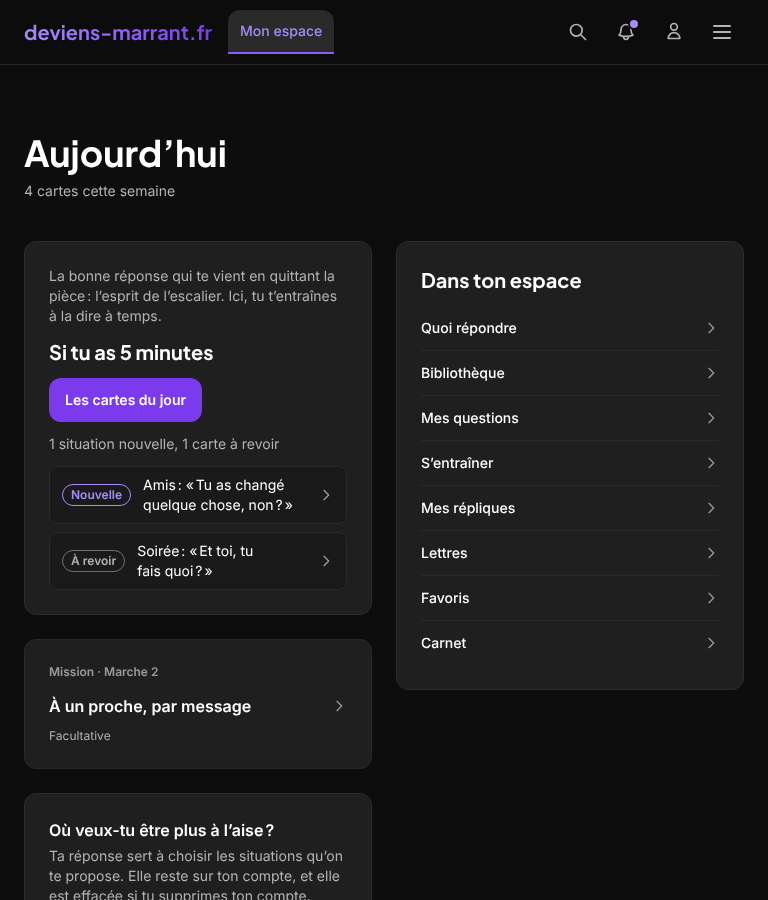 deviens-marrant.fr
Mon espace
Aujourd’hui
4 cartes cette semaine
La bonne réponse qui te vient en quittant la
pièce : l’esprit de l’escalier. Ici, tu t’entraînes
à la dire à temps.
Si tu as 5 minutes
Les cartes du jour
1 situation nouvelle, 1 carte à revoir
Nouvelle
Amis : « Tu as changé
quelque chose, non ? »
À revoir
Soirée : « Et toi, tu
fais quoi ? »
Mission · Marche 2
À un proche, par message
Facultative
Où veux-tu être plus à l’aise ?
Ta réponse sert à choisir les situations qu’on
te propose. Elle reste sur ton compte, et elle
est effacée si tu supprimes ton compte.
Dans ton espace
Quoi répondre
Bibliothèque
Mes questions
S’entraîner
Mes répliques
Lettres
Favoris
Carnet